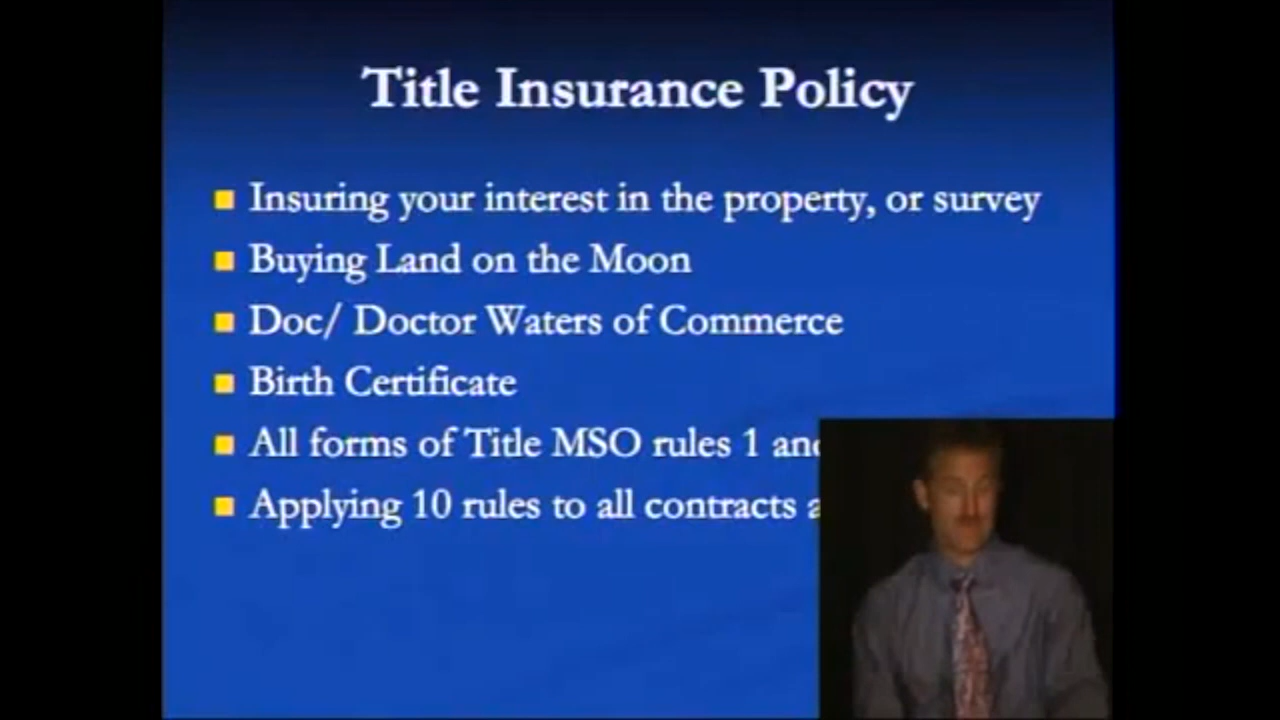 Title Insurance Policy
Insuring your interest in the property, or survey
Buying Land on the Moon
Doc/ Doctor Waters of Commerce
Birth Certificate
All forms of Title MSO rules 1
Applying 10 rules to all contracts